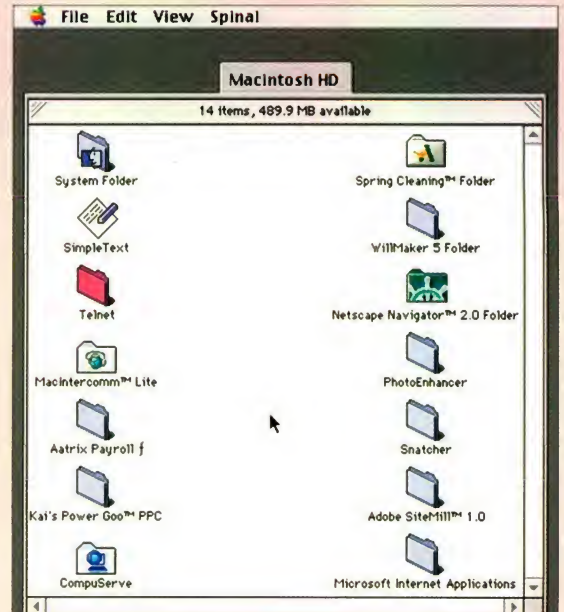 File Edit View Spinal
Macintosh HD
14 items, 489.9 MB available
System Folder
Spring Cleaning™ Folder
SimpleText
WillMaker 5 Folder
Telnet
Netscape Navigator™ 2.0 Folder
MacIntercomm™ Lite
PhotoEnhancer
Aatrix Payroll ƒ
Snatcher
Kai's Power Goo™ PPC
Adobe SiteMill™ 1.0
CompuServe
Microsoft Internet Applications